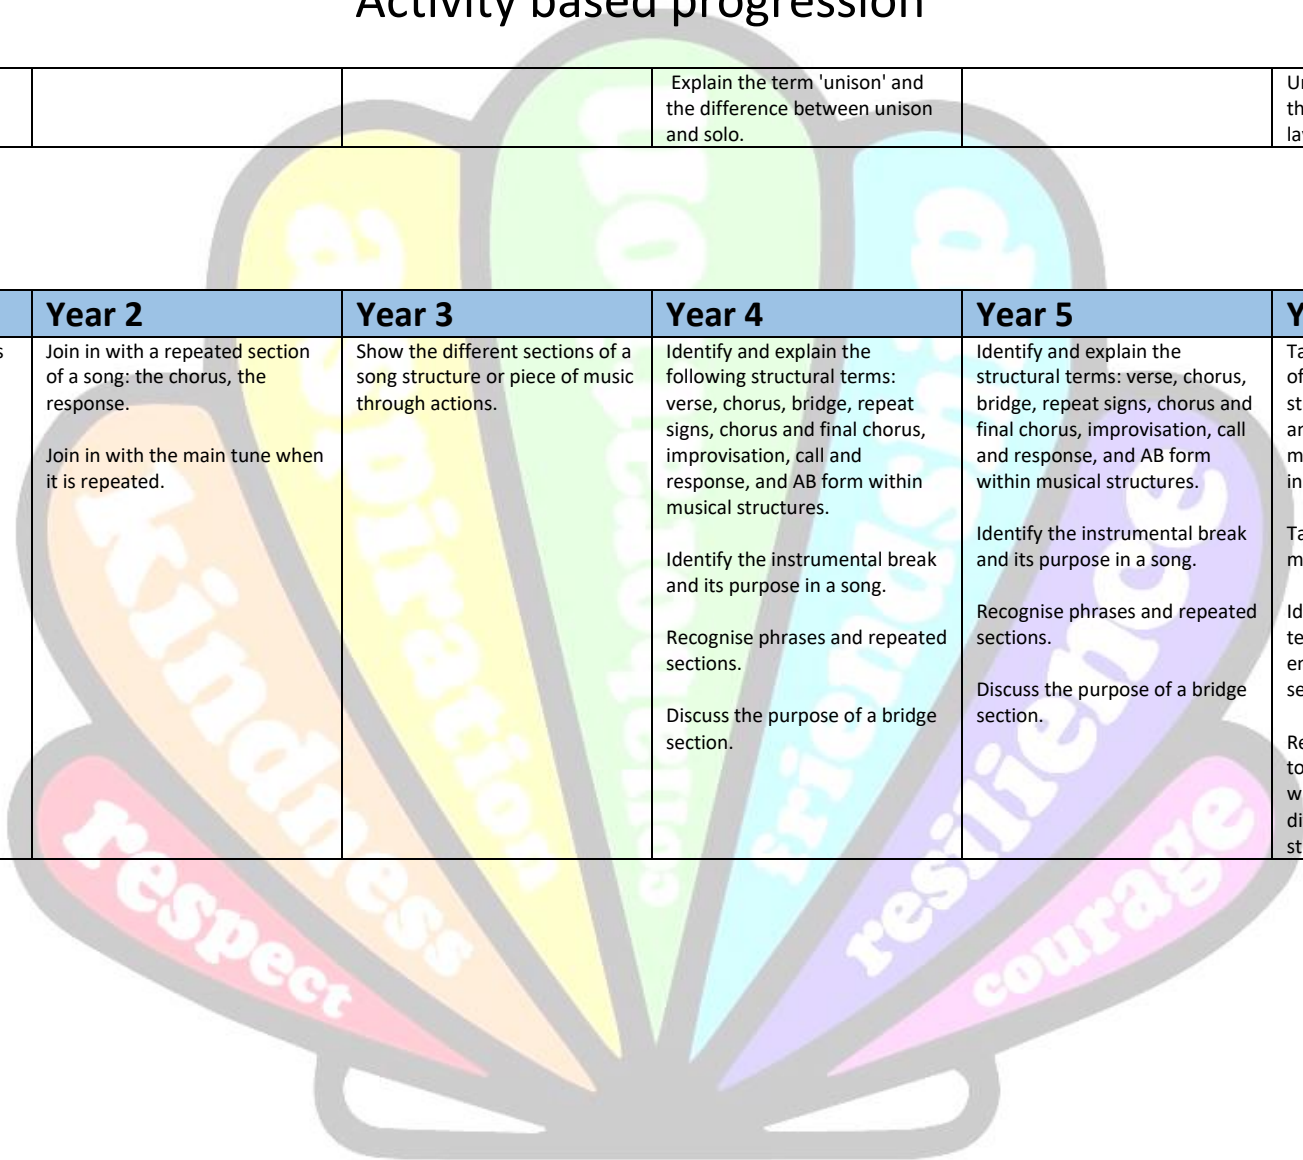 Activity based progression
Explain the term 'unison' and
the difference between unison
and solo.
Year 2
Join in with a repeated section
of a song: the chorus, the
response.
Join in with the main tune when
it is repeated.
Year 3
Show the different sections of a
song structure or piece of music
through actions.
Year 4
Identify and explain the
following structural terms:
verse, chorus, bridge, repeat
signs, chorus and final chorus,
improvisation, call and
response, and AB form within
musical structures.
Identify the instrumental break
and its purpose in a song.
Recognise phrases and repeated
sections.
Discuss the purpose of a bridge
section.
Year 5
Identify and explain the
structural terms: verse, chorus,
bridge, repeat signs, chorus and
final chorus, improvisation, call
and response, and AB form
within musical structures.
Identify the instrumental break
and its purpose in a song.
Recognise phrases and repeated
sections.
Discuss the purpose of a bridge
section.
respect
kindness
aspiration
collaboration
friendship
resilience
courage